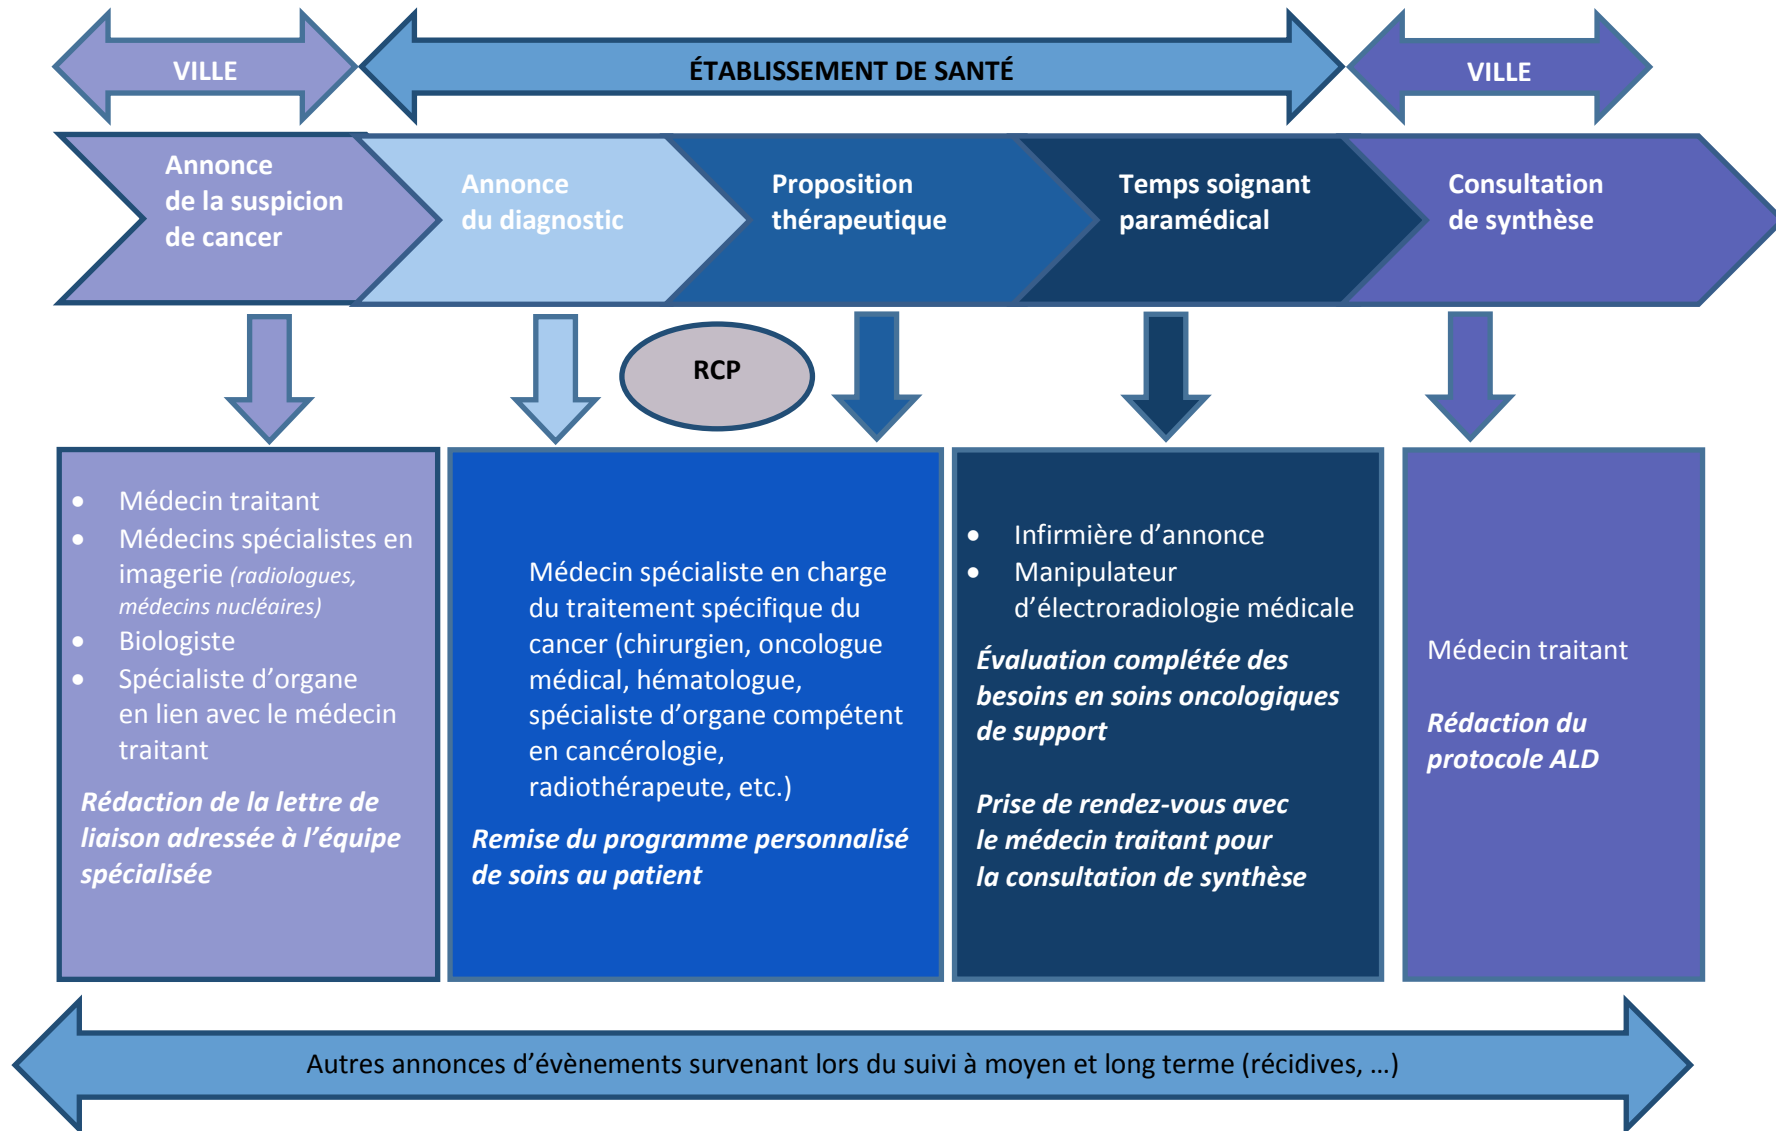 VILLE
ÉTABLISSEMENT DE SANTÉ
VILLE
Annonce
de la suspicion
de cancer
Annonce
du diagnostic
Proposition
thérapeutique
Temps soignant
paramédical
Consultation
de synthèse
RCP
• Médecin traitant
• Médecins spécialistes en
imagerie (radiologues,
médecins nucléaires)
• Biologiste
• Spécialiste d’organe
en lien avec le médecin
traitant
Rédaction de la lettre de
liaison adressée à l’équipe
spécialisée
Médecin spécialiste en charge
du traitement spécifique du
cancer (chirurgien, oncologue
médical, hématologue,
spécialiste d’organe compétent
en cancérologie,
radiothérapeute, etc.)
Remise du programme personnalisé
de soins au patient
• Infirmière d’annonce
• Manipulateur
d’électroradiologie médicale
Évaluation complétée des
besoins en soins oncologiques
de support
Prise de rendez-vous avec
le médecin traitant pour
la consultation de synthèse
Médecin traitant
Rédaction du
protocole ALD
Autres annonces d’évènements survenant lors du suivi à moyen et long terme (récidives, …)